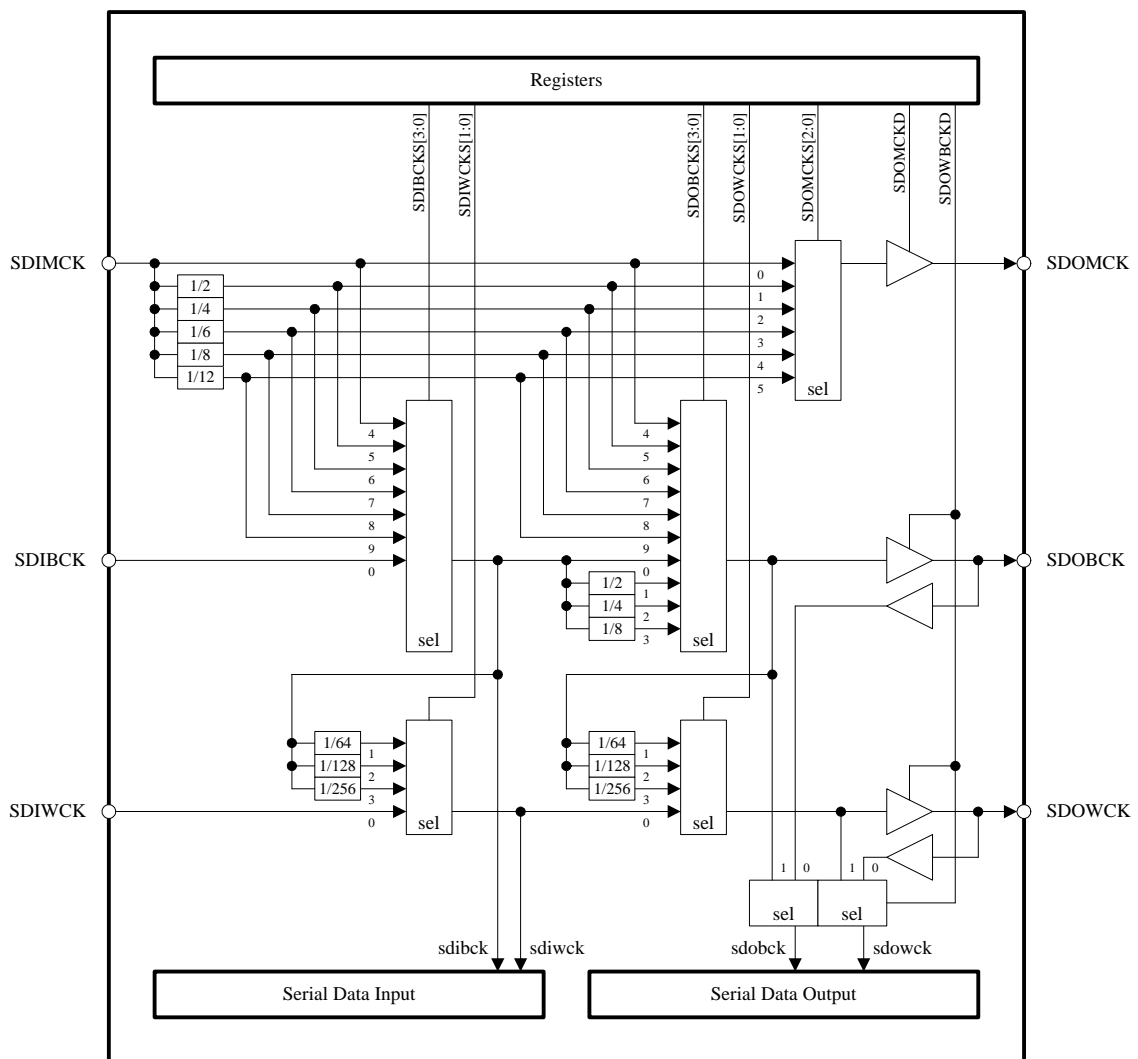 Registers
SDIBCKS[3:0]
SDIWCKS[1:0]
SDOBCKS[3:0]
SDOWCKS[1:0]
SDOMCKS[2:0]
SDOMCKD
SDOWBCKD
SDIMCK
SDOMCK
0
1/2
1
1/4
2
1/6
3
1/8
4
1/12
5
sel
4
4
5
5
6
6
7
7
8
8
9
9
SDIBCK
SDOBCK
0
0
1/2
1
1/4
2
1/8
3
sel
sel
1/64
1
1/64
1
1/128
2
1/128
2
1/256
3
1/256
3
SDIWCK
SDOWCK
0
sel
0
sel
1
0
1
0
sel
sel
sdibck
sdiwck
sdobck
sdowck
Serial Data Input
Serial Data Output